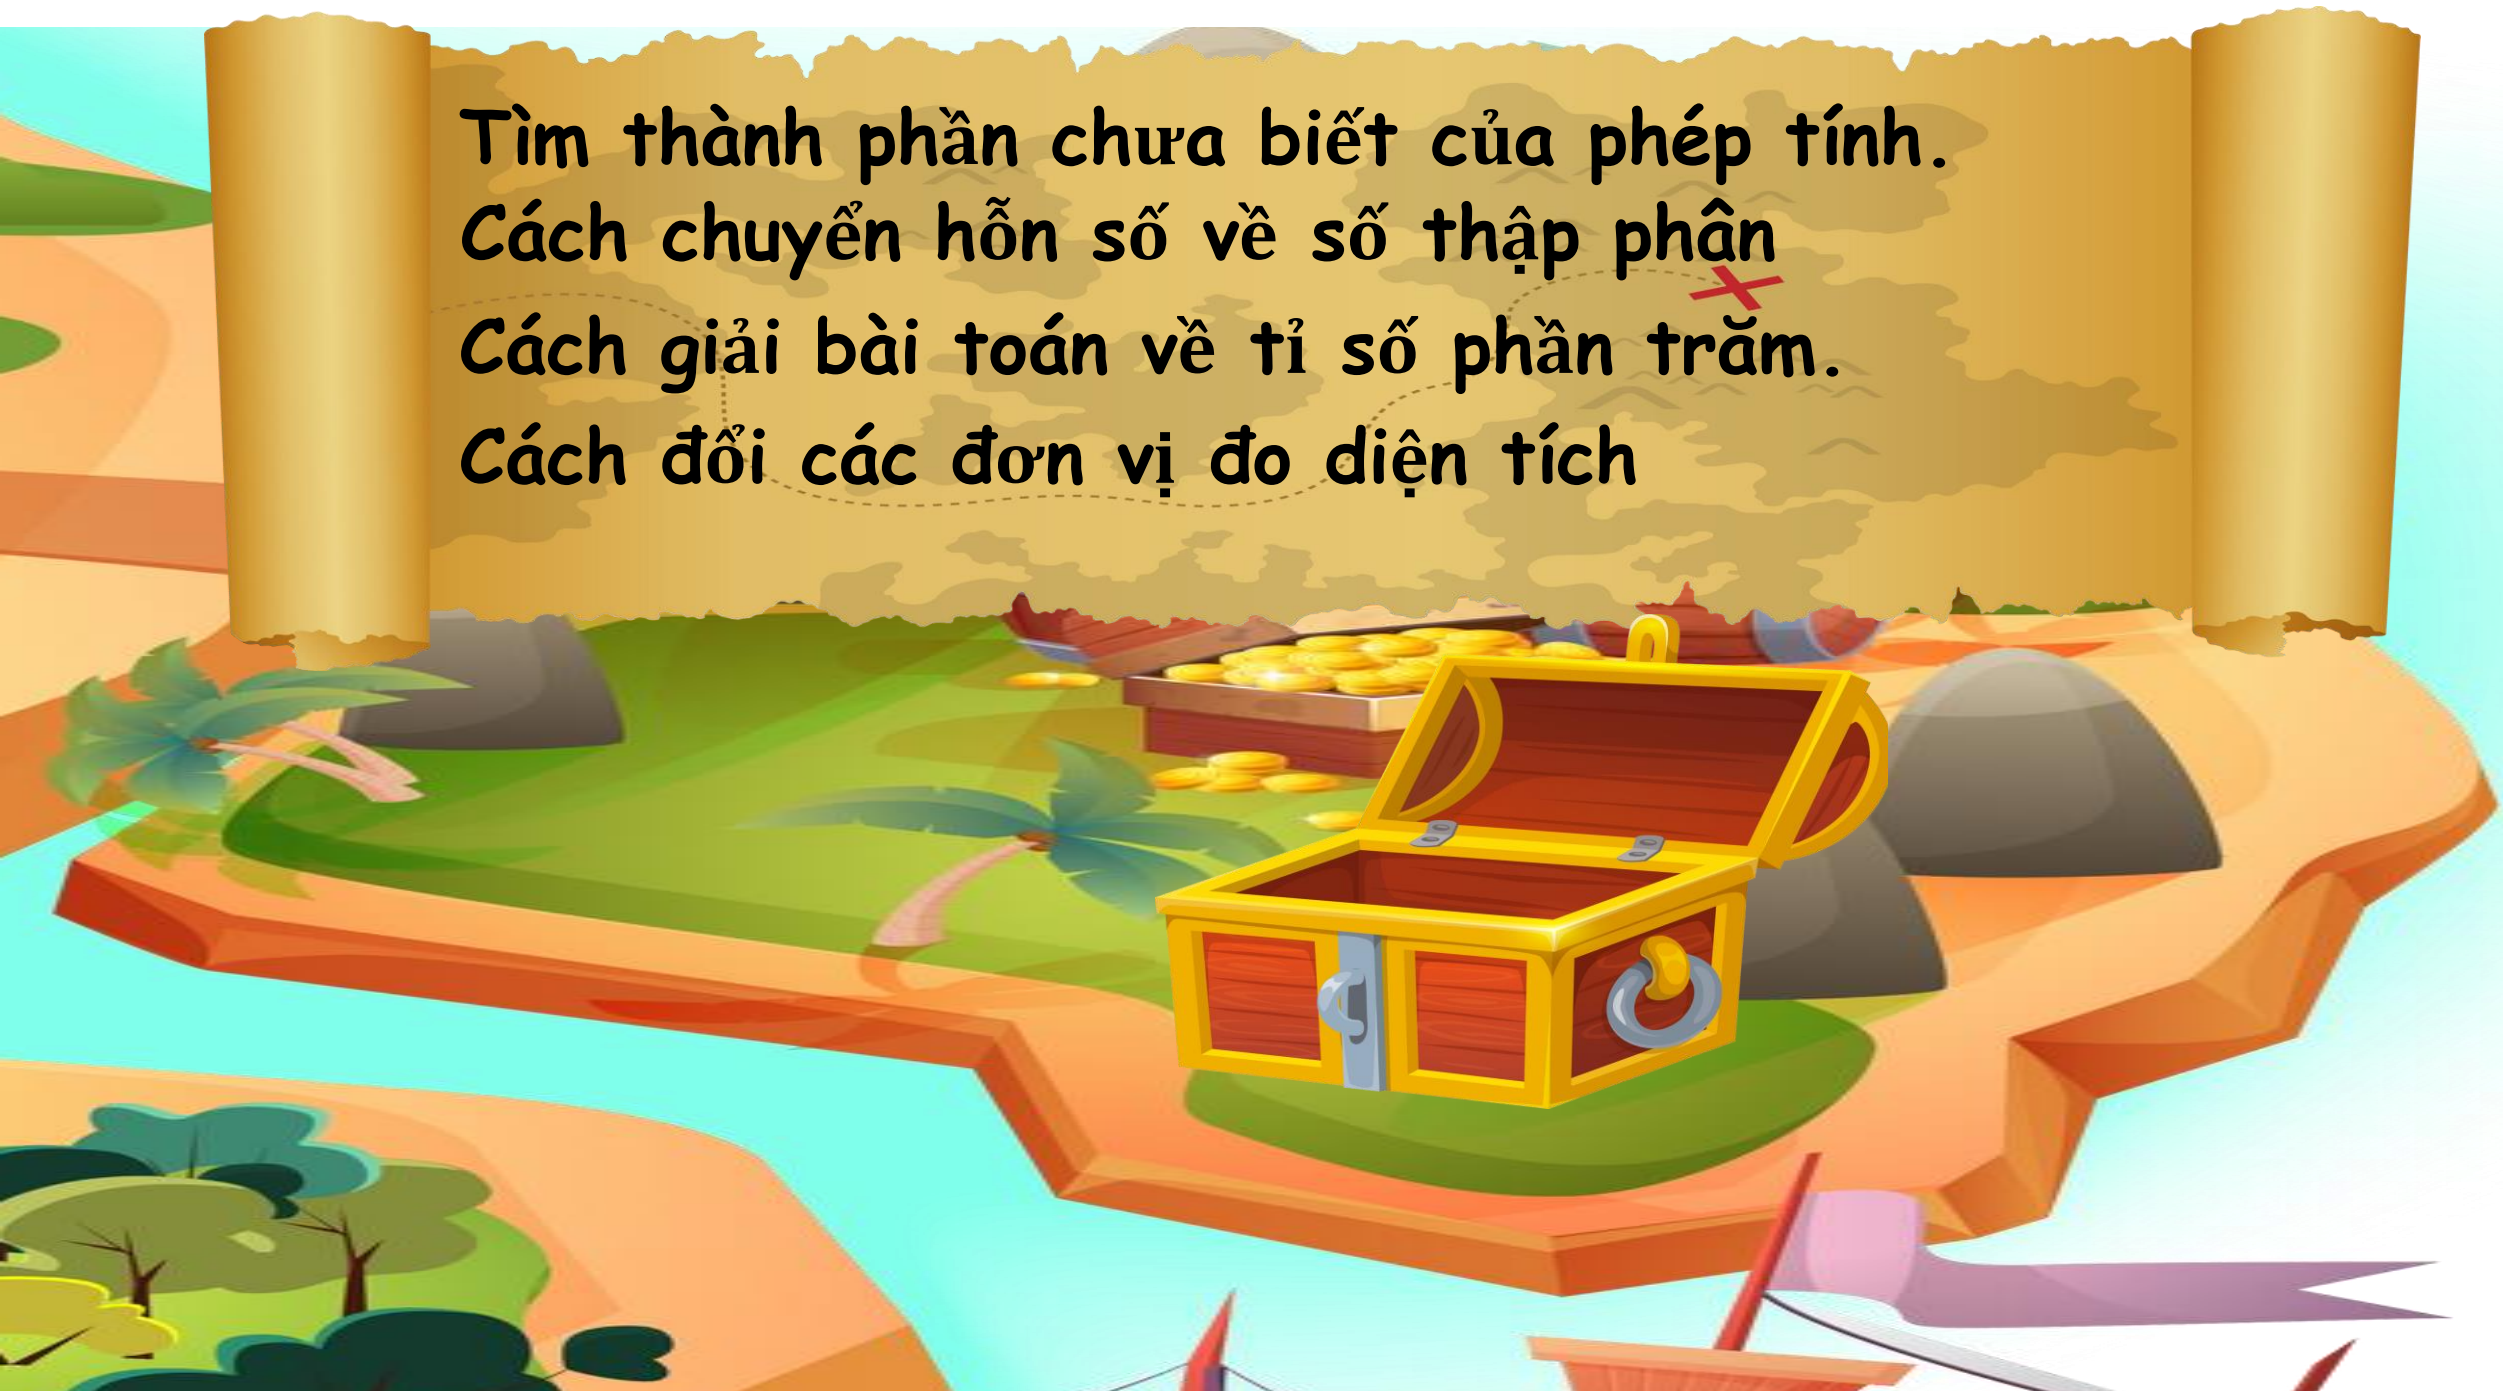 Tìm thành phần chưa biết của phép tính.
Cách chuyển hỗn số về số thập phân
Cách giải bài toán về tỉ số phần trăm.
Cách đổi các đơn vị đo diện tích